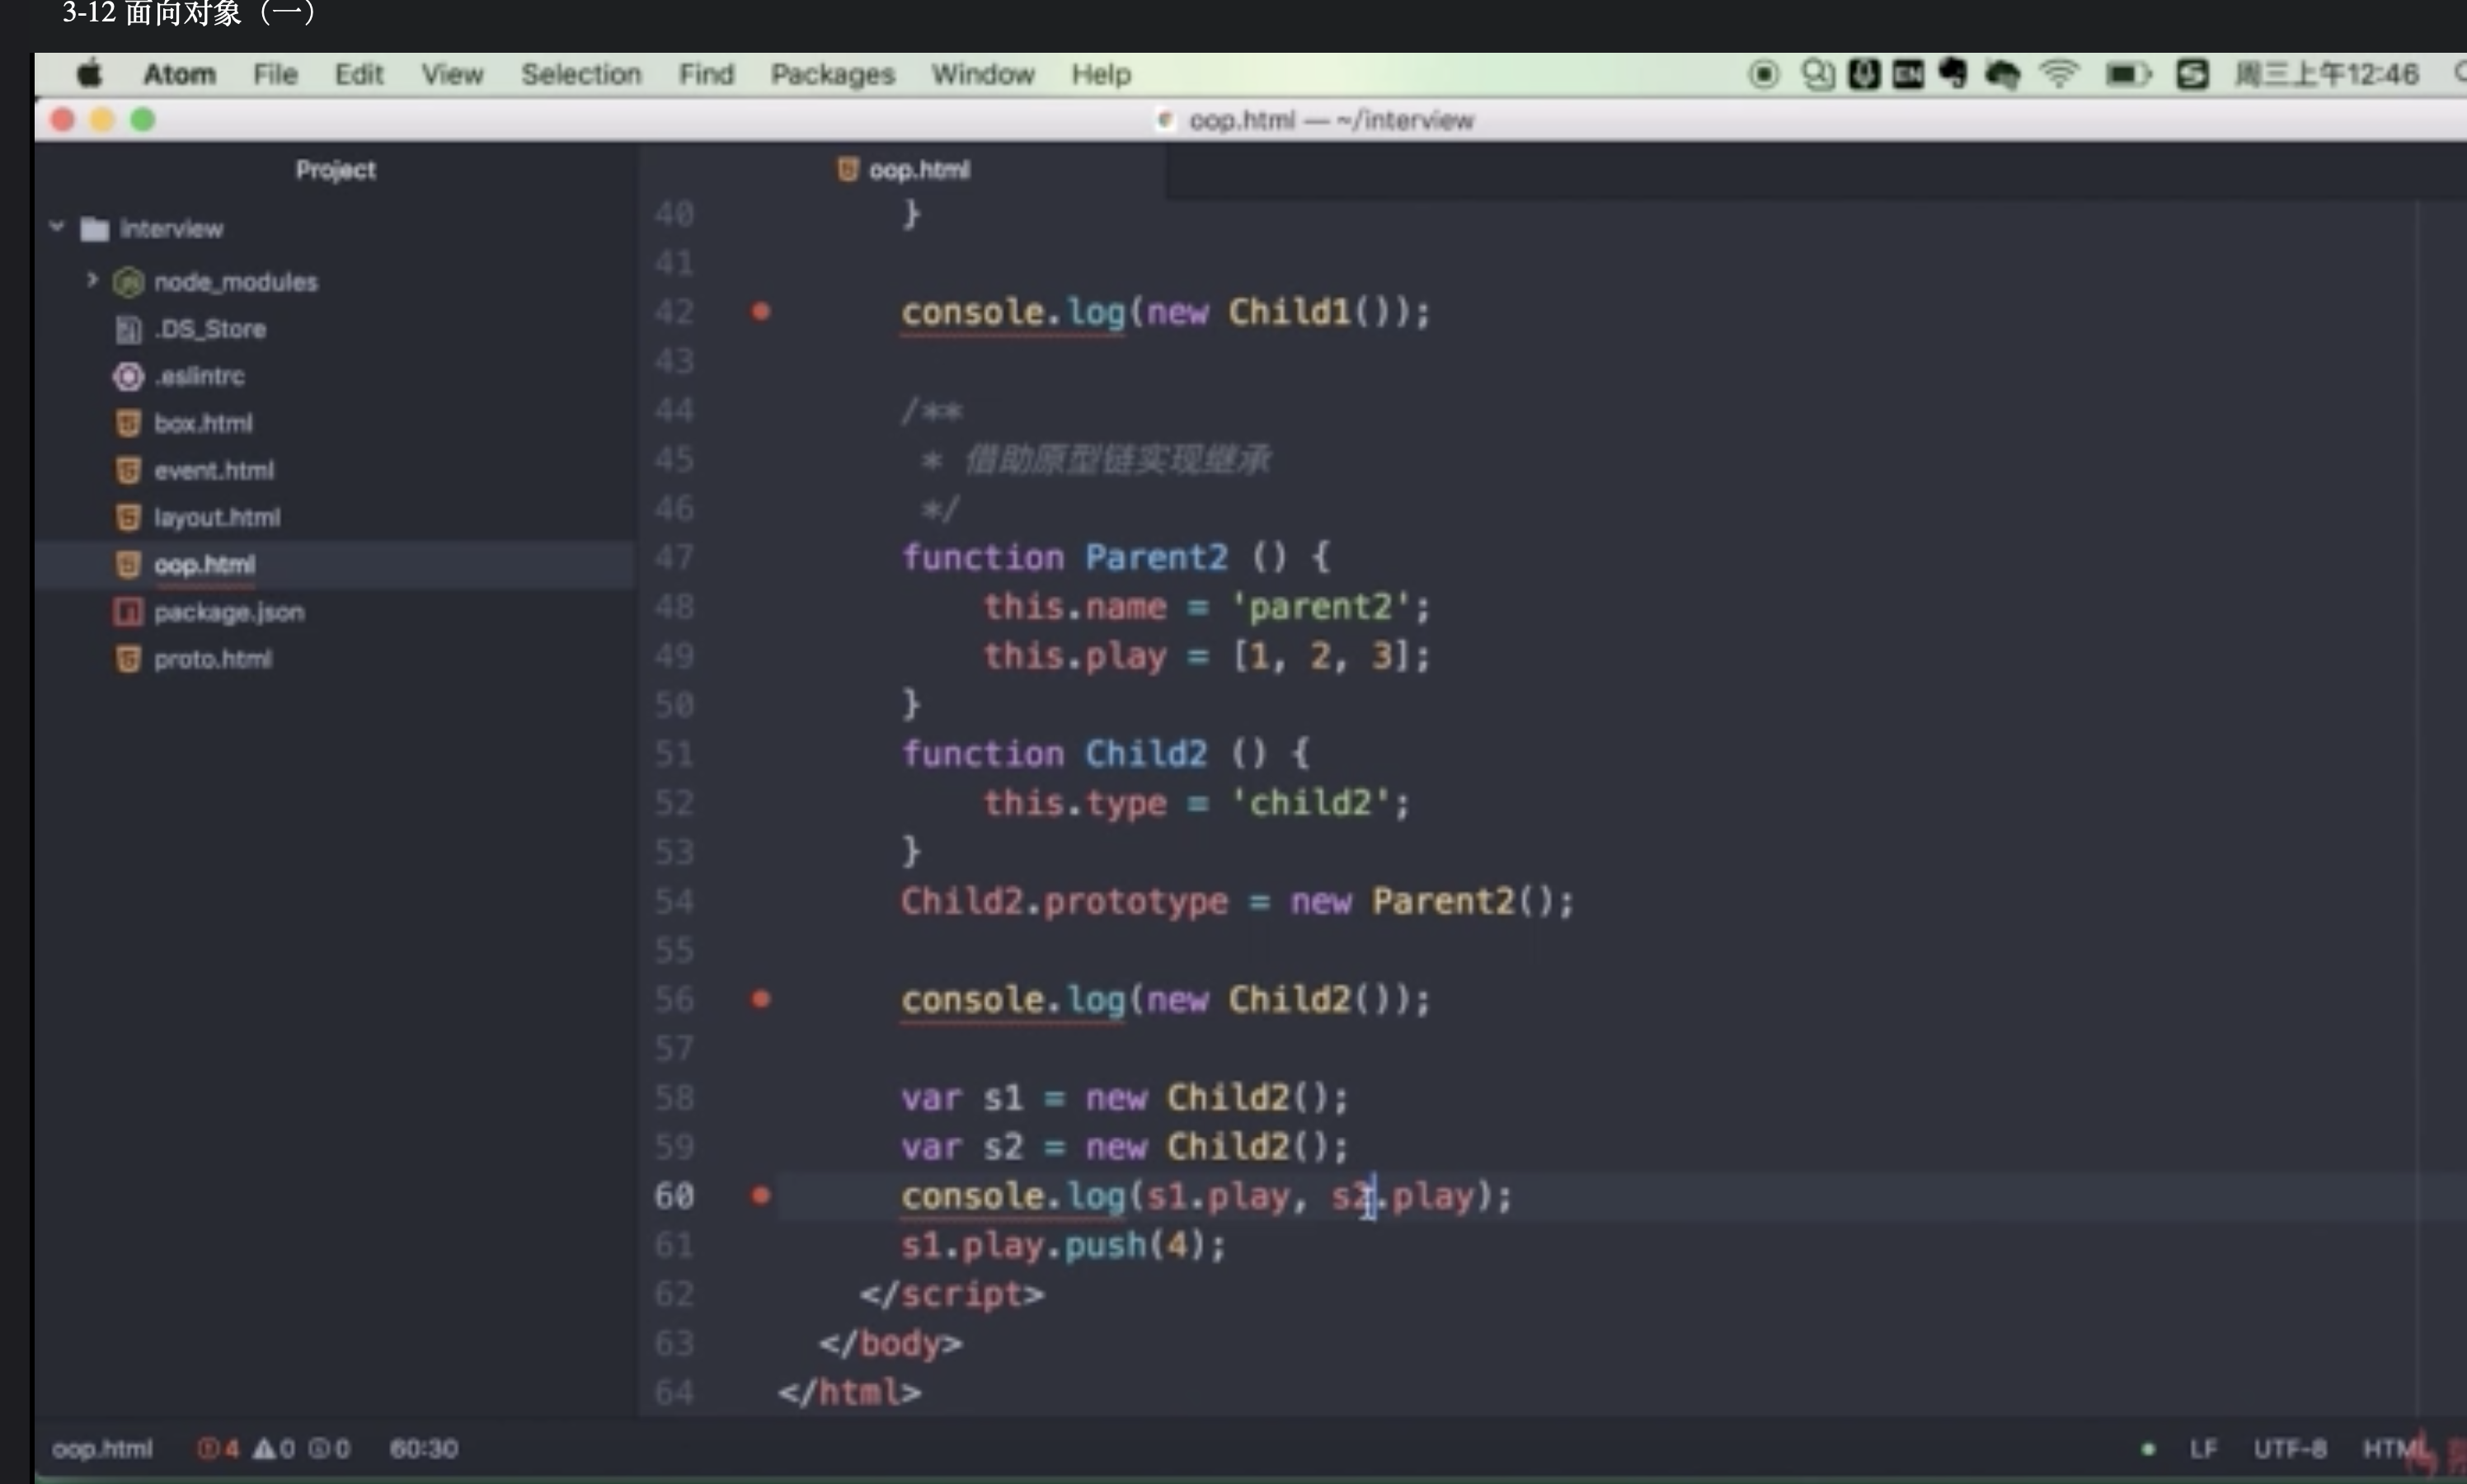 3-12 面向对象（一）
Atom File Edit View Selection Find Packages Window Help 周三上午12:46
oop.html — ~/interview
Project
interview
node_modules
.DS_Store
.eslintrc
box.html
event.html
layout.html
oop.html
package.json
proto.html
oop.html
40 }
41
42 console.log(new Child1());
43
44 /**
45 * 借助原型链实现继承
46 */
47 function Parent2 () {
48 this.name = 'parent2';
49 this.play = [1, 2, 3];
50 }
51 function Child2 () {
52 this.type = 'child2';
53 }
54 Child2.prototype = new Parent2();
55
56 console.log(new Child2());
57
58 var s1 = new Child2();
59 var s2 = new Child2();
60 console.log(s1.play, s2.play);
61 s1.play.push(4);
62 </script>
63 </body>
64 </html>
oop.html 4 0 0 60:30 LF UTF-8 HTML